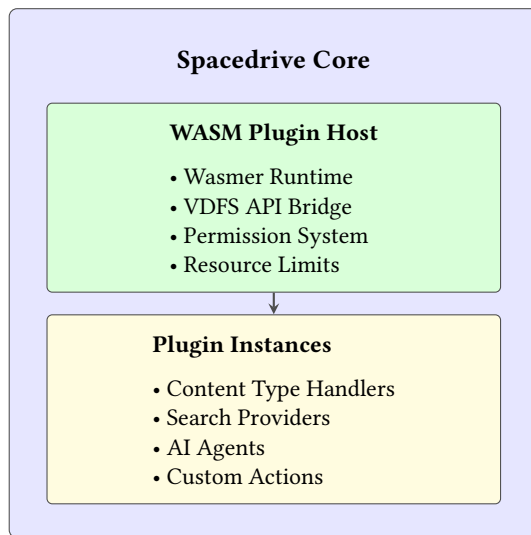 Spacedrive Core
WASM Plugin Host
• Wasmer Runtime
• VDFS API Bridge
• Permission System
• Resource Limits
Plugin Instances
• Content Type Handlers
• Search Providers
• AI Agents
• Custom Actions